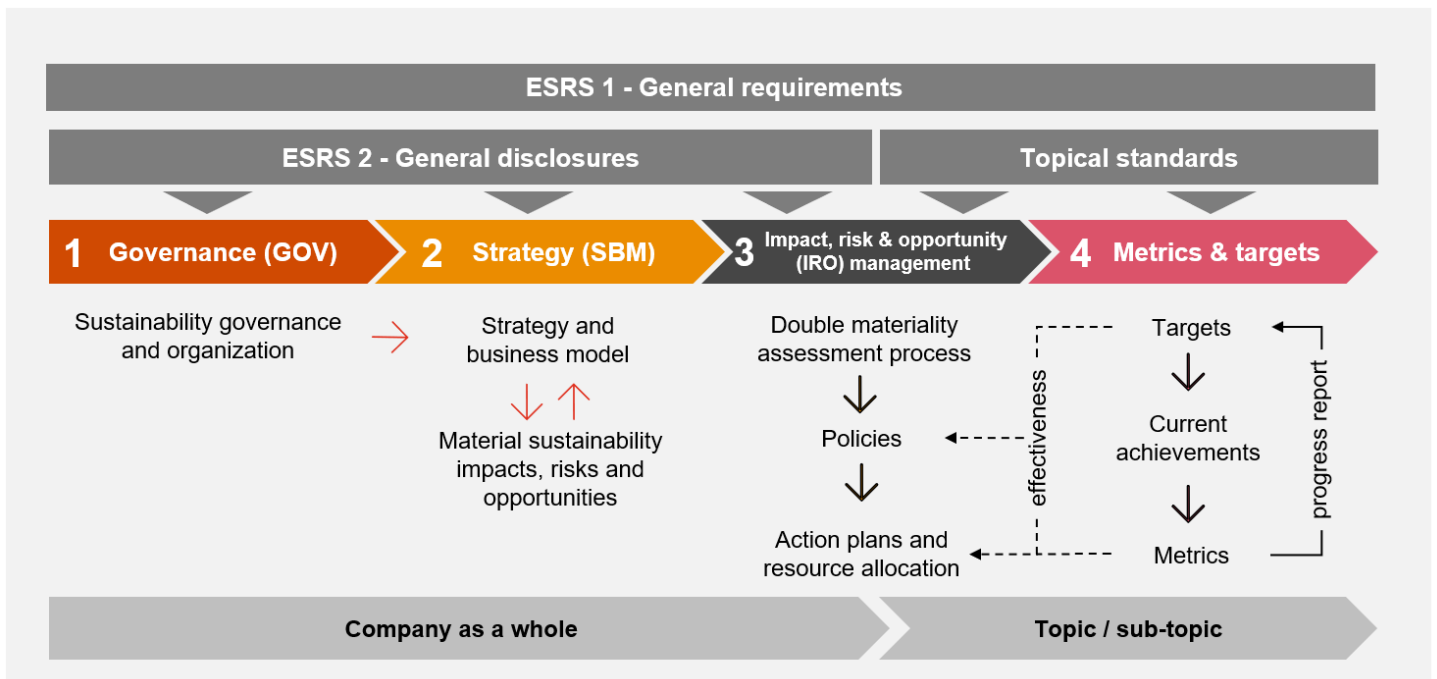 ESRS 1 - General requirements
ESRS 2 - General disclosures
Topical standards
1 Governance (GOV)
2 Strategy (SBM)
3 Impact, risk & opportunity
(IRO) management
4 Metrics & targets
Sustainability governance
and organization
Strategy and
business model
Material sustainability
impacts, risks and
opportunities
Double materiality
assessment process
Policies
Action plans and
resource allocation
effectiveness
Targets
Current
achievements
Metrics
progress report
Company as a whole
Topic / sub-topic